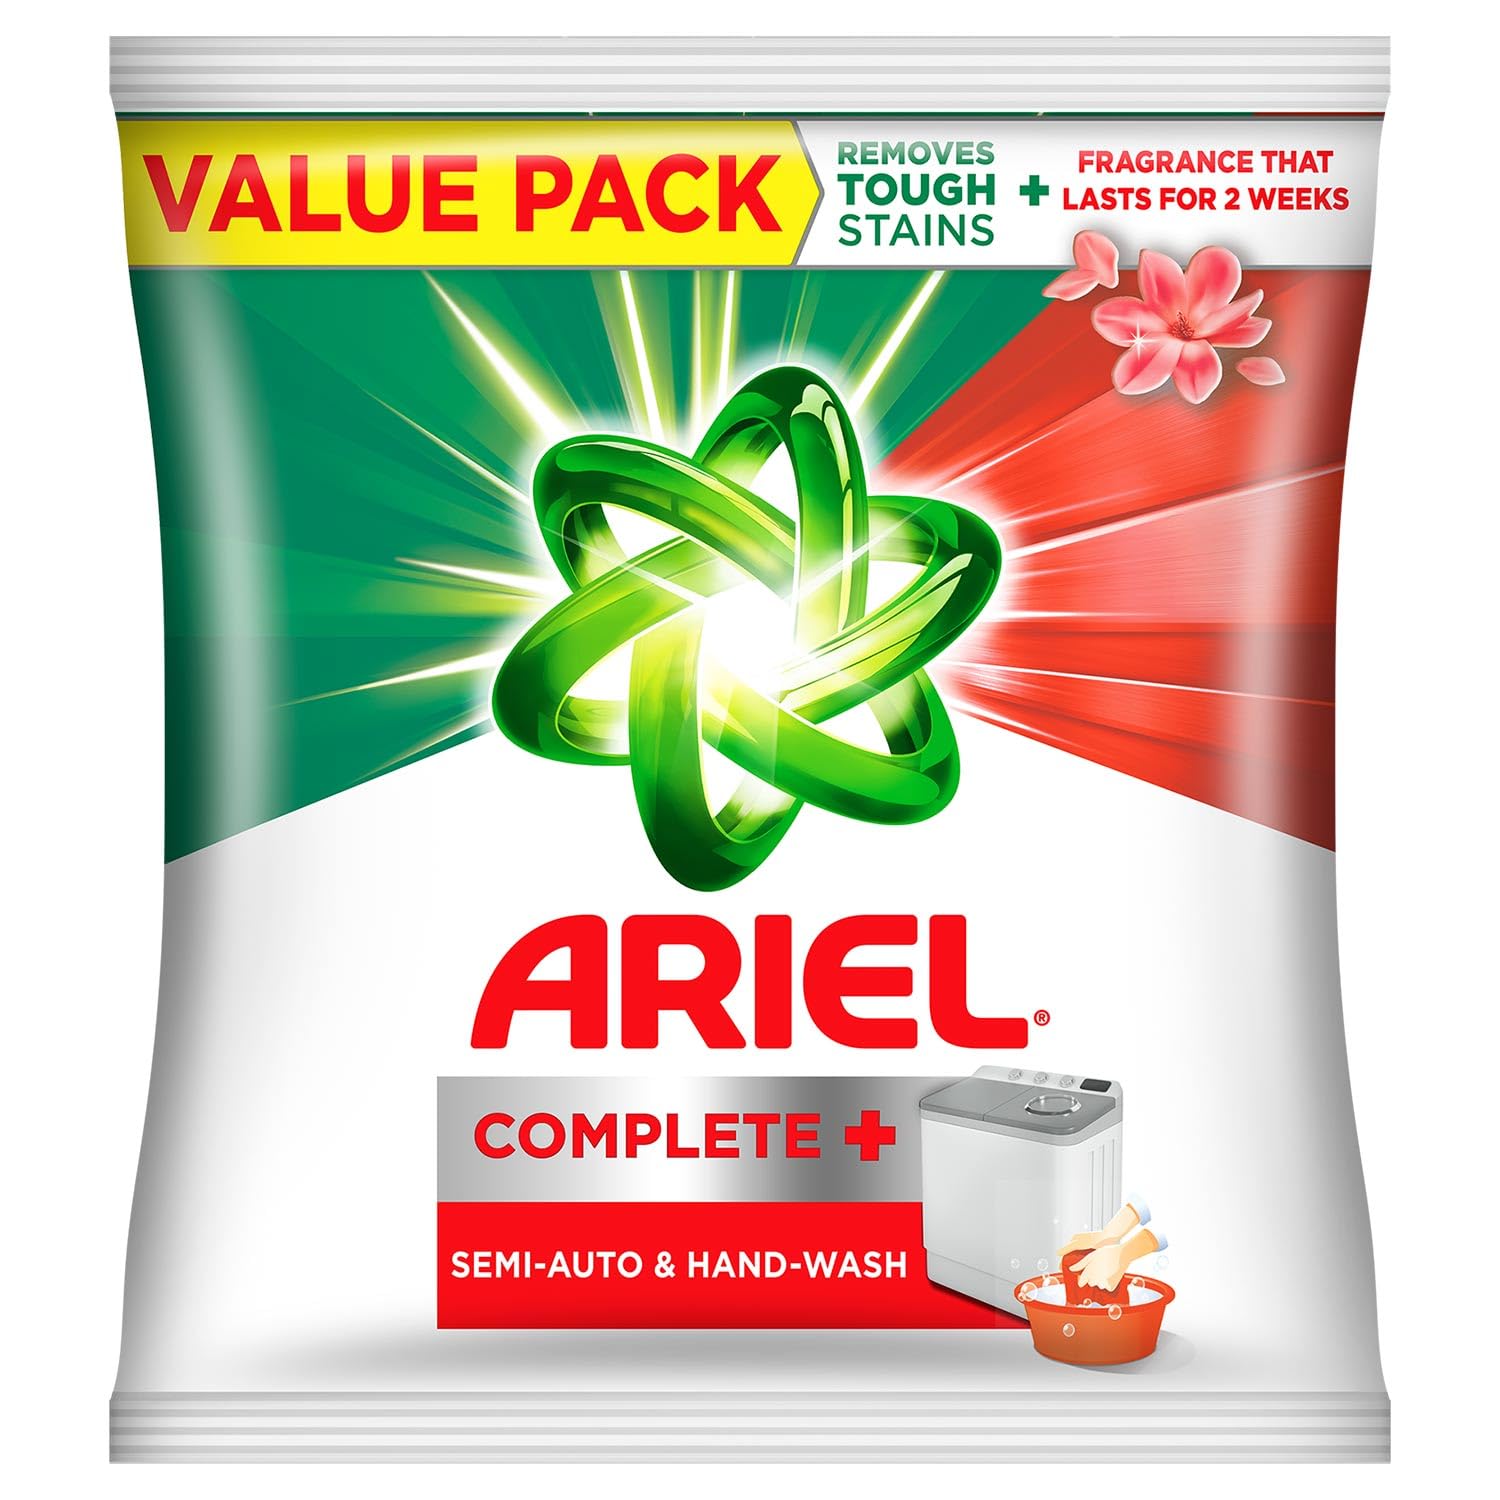 VALUE PACK
REMOVES
TOUGH
STAINS
+
FRAGRANCE THAT
LASTS FOR 2 WEEKS
ARIEL®
COMPLETE +
SEMI-AUTO & HAND-WASH